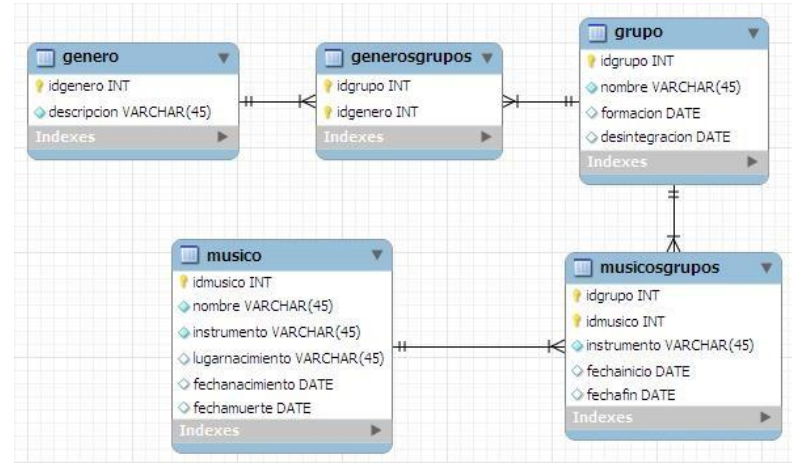 genero
idgenero INT
descripcion VARCHAR(45)
Indexes
generosgrupos
idgrupo INT
idgenero INT
Indexes
grupo
idgrupo INT
nombre VARCHAR(45)
formacion DATE
desintegracion DATE
Indexes
musico
idmusico INT
nombre VARCHAR(45)
instrumento VARCHAR(45)
lugarnacimiento VARCHAR(45)
fechanacimiento DATE
fechamuerte DATE
Indexes
musicosgrupos
idgrupo INT
idmusico INT
instrumento VARCHAR(45)
fechainicio DATE
fechafin DATE
Indexes